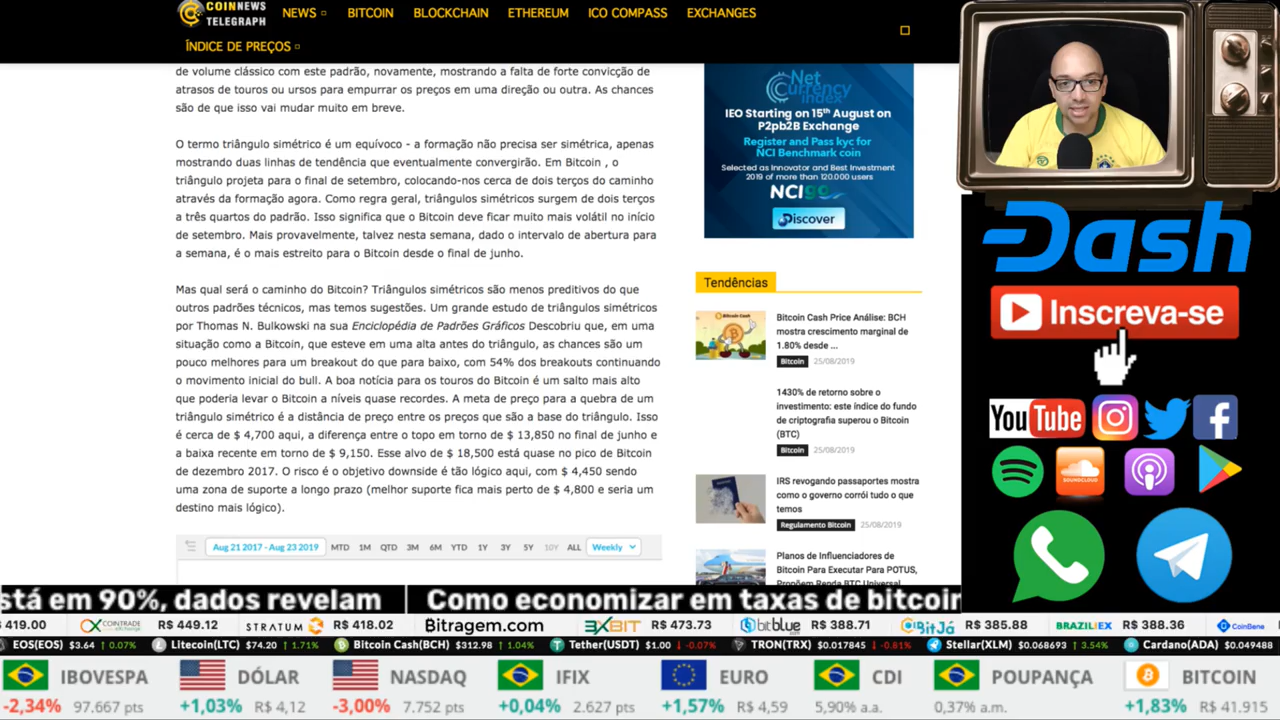 COINNEWS
TELEGRAPH
NEWS
BITCOIN
BLOCKCHAIN
ETHEREUM
ICO COMPASS
EXCHANGES
ÍNDICE DE PREÇOS
de volume clássico com este padrão, novamente, mostrando a falta de forte convicção de
atrasos de touros ou ursos para empurrar os preços em uma direção ou outra. As chances
são de que isso vai mudar muito em breve.
O termo triângulo simétrico é um equívoco - a formação não precisa ser simétrica, apenas
mostrando duas linhas de tendência que eventualmente convergirão. Em Bitcoin , o
triângulo projeta para o final de setembro, colocando-nos cerca de dois terços do caminho
através da formação agora. Como regra geral, triângulos simétricos surgem de dois terços
a três quartos do padrão. Isso significa que o Bitcoin deve ficar muito mais volátil no início
de setembro. Mais provavelmente, talvez nesta semana, dado o intervalo de abertura para
a semana, é o mais estreito para o Bitcoin desde o final de junho.
Mas qual será o caminho do Bitcoin? Triângulos simétricos são menos preditivos do que
outros padrões técnicos, mas temos sugestões. Um grande estudo de triângulos simétricos
por Thomas N. Bulkowski na sua Enciclopédia de Padrões Gráficos Descobriu que, em uma
situação como a Bitcoin, que esteve em uma alta antes do triângulo, as chances são um
pouco melhores para um breakout do que para baixo, com 54% dos breakouts continuando
o movimento inicial do bull. A boa notícia para os touros do Bitcoin é um salto mais alto
que poderia levar o Bitcoin a níveis quase recordes. A meta de preço para a quebra de um
triângulo simétrico é a distância de preço entre os preços que são a base do triângulo. Isso
é cerca de $ 4,700 aqui, a diferença entre o topo em torno de $ 13,850 no final de junho e
a baixa recente em torno de $ 9,150. Esse alvo de $ 18,500 está quase no pico de Bitcoin
de dezembro 2017. O risco é o objetivo downside é tão lógico aqui, com $ 4,450 sendo
uma zona de suporte a longo prazo (melhor suporte fica mais perto de $ 4,800 e seria um
destino mais lógico).
Aug 21 2017 - Aug 23 2019
MTD 1M QTD 3M 6M YTD 1Y 3Y 5Y 10Y ALL
Weekly
Net
Currency
index
IEO Starting on 15th August on
P2pb2B Exchange
Register and Pass kyc for
NCI Benchmark coin
Selected as Innovator and Best Investment
2019 of more than 120.000 users
NCIgo
Discover
Tendências
Bitcoin Cash
Bitcoin Cash Price Análise: BCH
mostra crescimento marginal de
1.80% desde ...
Bitcoin 25/08/2019
1430% de retorno sobre o
investimento: este índice do fundo
de criptografia superou o Bitcoin
(BTC)
Bitcoin 25/08/2019
IRS revogando passaportes mostra
como o governo corrói tudo o que
temos
Regulamento Bitcoin 25/08/2019
Planos de Influenciadores de
Bitcoin Para Executar Para POTUS,
Propõem Renda BTC Universal
Dash
Inscreva-se
YouTube
SOUNDCLOUD
stá em 90%, dados revelam
Como economizar em taxas de bitcoin
419.00
COINTRADE
R$ 449.12
STRATUM
R$ 418.02
Bitragem.com
3XBIT
R$ 473.73
bitblue
R$ 388.71
BitJá
R$ 385.88
BRAZILIEX
R$ 388.36
CoinBene
EOS(EOS) $3.64 ↑ 0.07%
Litecoin(LTC) $74.20 ↑ 1.71%
Bitcoin Cash(BCH) $312.98 ↑ 1.04%
Tether(USDT) $1.00 ↓ -0.07%
TRON(TRX) $0.017845 ↓ -0.81%
Stellar(XLM) $0.068693 ↑ 3.54%
Cardano(ADA) $0.049488
IBOVESPA
-2,34% 97.667 pts
DÓLAR
+1,03% R$ 4,12
NASDAQ
-3,00% 7.752 pts
IFIX
+0,04% 2.627 pts
EURO
+1,57% R$ 4,59
CDI
5,90% a.a.
POUPANÇA
0,37% a.m.
BITCOIN
+1,83% R$ 41.915